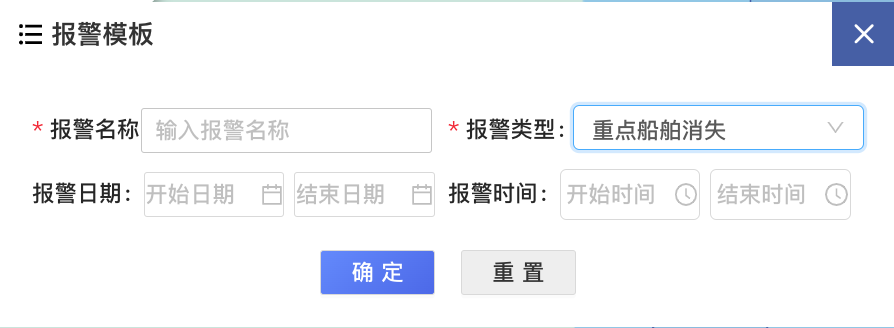 报警模板
* 报警名称 输入报警名称 * 报警类型: 重点船舶消失
报警日期: 开始日期 结束日期 报警时间: 开始时间 结束时间
确 定 重 置